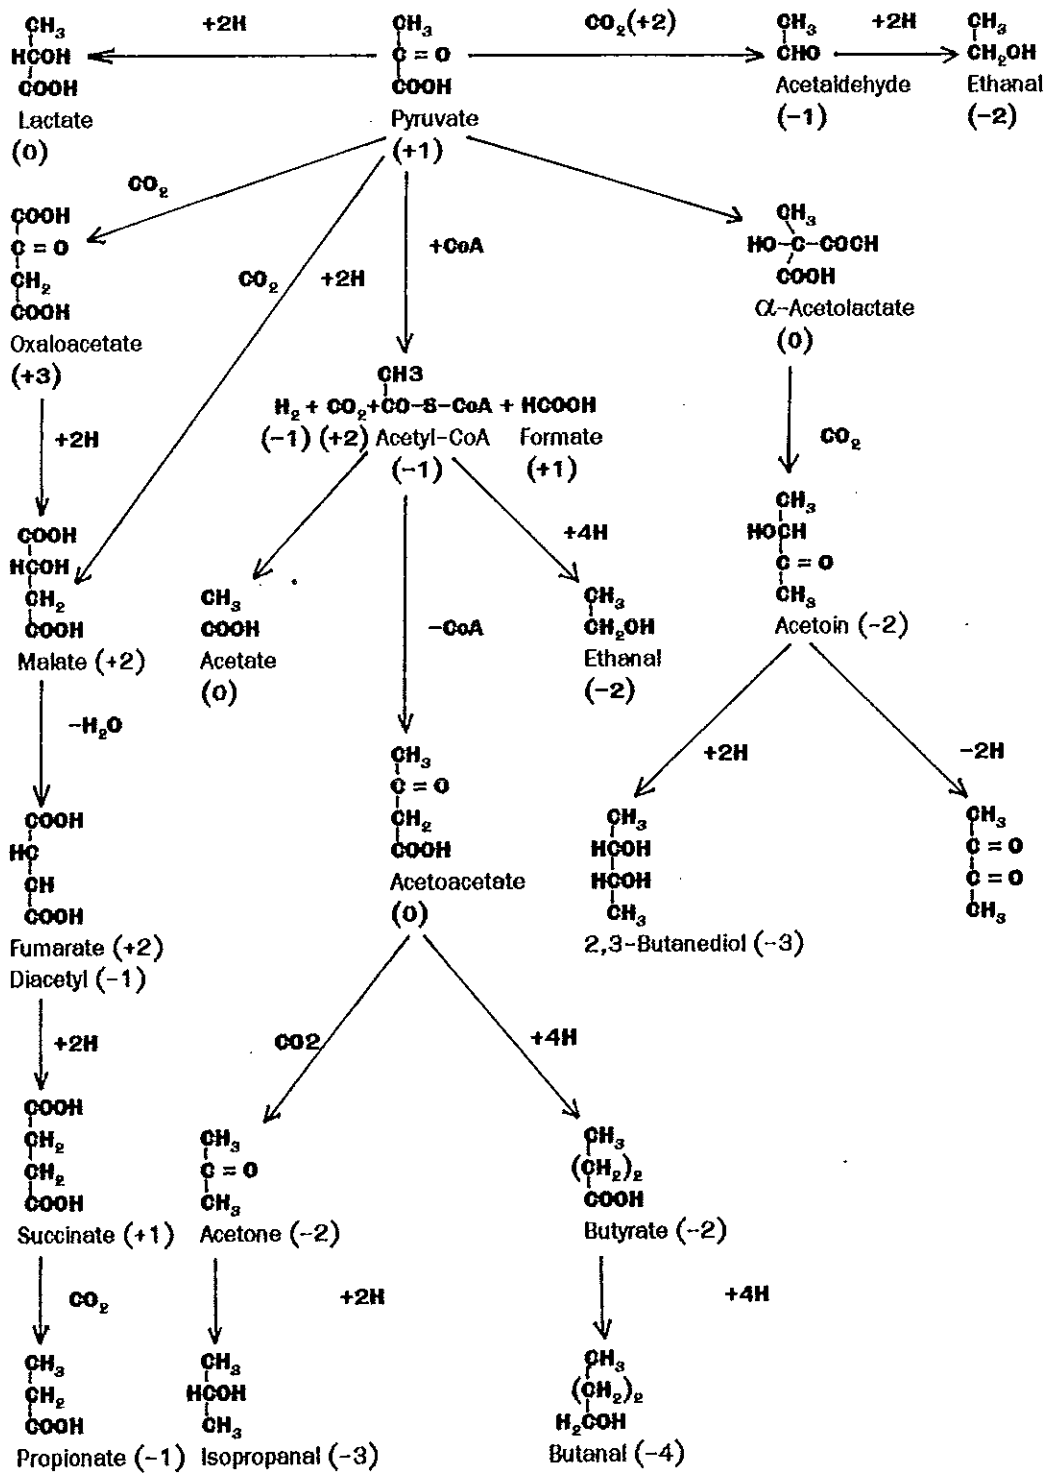 CH₃ +2H CH₃ CO₂(+2) CH₃ +2H CH₃
HCOH C = O CHO CH₂OH
COOH COOH Acetaldehyde Ethanal
Lactate Pyruvate (-1) (-2)
(0) (+1)
CO₂
COOH CH₃
C = O +CoA HO-C-COCH
CH₂ CO₂ +2H COOH
COOH α-Acetolactate
Oxaloacetate (0)
(+3)
CH3
H₂ + CO₂+CO-S-CoA + HCOOH
+2H (-1) (+2) Acetyl-CoA Formate CO₂
(-1) (+1)
CH₃
COOH +4H HOCH
HCOH C = O
CH₂ CH₃ CH₃ CH₃
COOH COOH -CoA CH₂OH Acetoin (-2)
Malate (+2) Acetate Ethanal
(0) (-2)
-H₂O
CH₃ +2H -2H
C = O
COOH CH₂ CH₃ CH₃
HC COOH HCOH C = O
CH Acetoacetate HCOH C = O
COOH (0) CH₃ CH₃
Fumarate (+2) 2,3-Butanediol (-3)
Diacetyl (-1)
+2H CO2 +4H
COOH
CH₂ CH₃ CH₃
CH₂ C = O (CH₂)₂
COOH CH₃ COOH
Succinate (+1) Acetone (-2) Butyrate (-2)
CO₂ +2H +4H
CH₃ CH₃ CH₃
CH₂ HCOH (CH₂)₂
COOH CH₃ H₂COH
Propionate (-1) Isopropanal (-3) Butanal (-4)